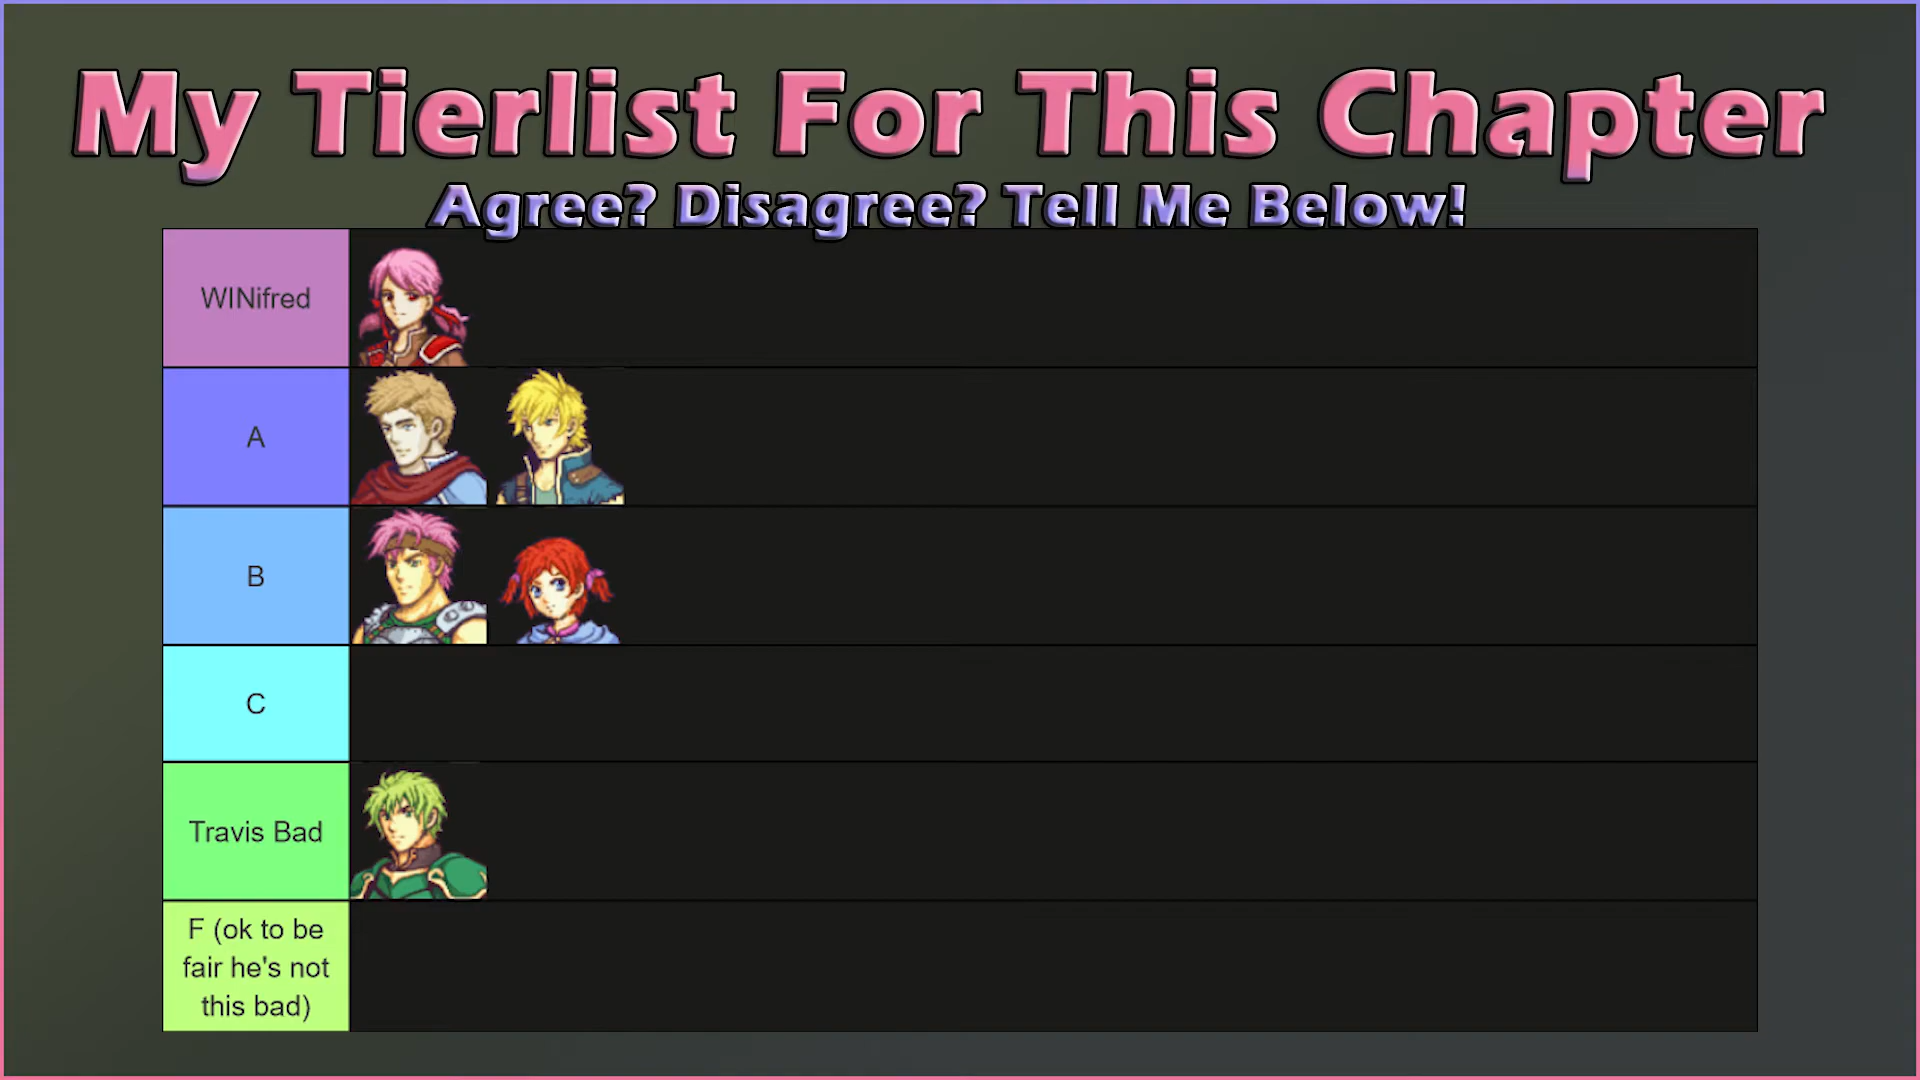 My Tierlist For This Chapter
Agree? Disagree? Tell Me Below!
WINifred
A
B
C
Travis Bad
F (ok to be
fair he's not
this bad)